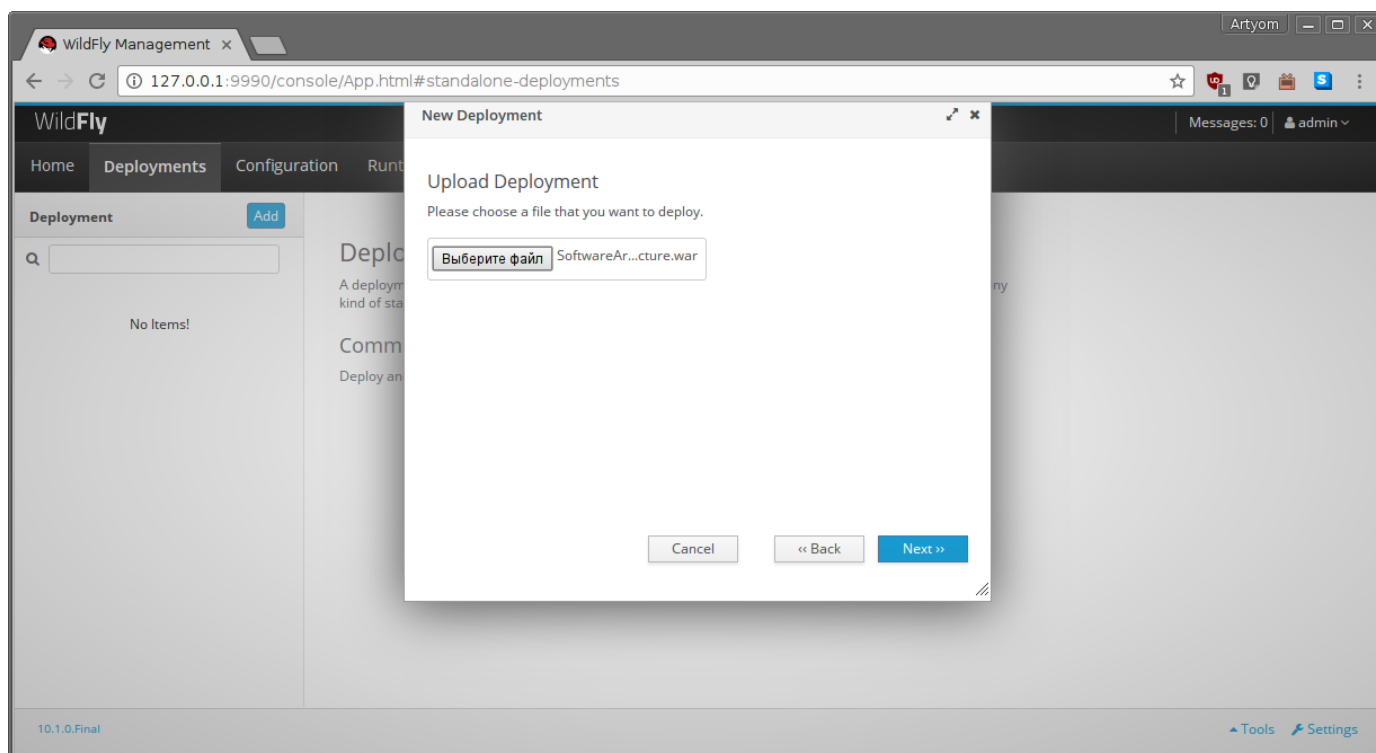 Artyom
WildFly Management
127.0.0.1:9990/console/App.html#standalone-deployments
1
S
WildFly
New Deployment
Messages: 0 admin
Home Deployments Configuration Runt
Deployment Add
Upload Deployment
Please choose a file that you want to deploy.
Выберите файл SoftwareAr...cture.war
Deplo
A deploym
ny
kind of sta
No Items!
Comm
Deploy an
Cancel ‹‹ Back Next ››
10.1.0.Final
Tools Settings